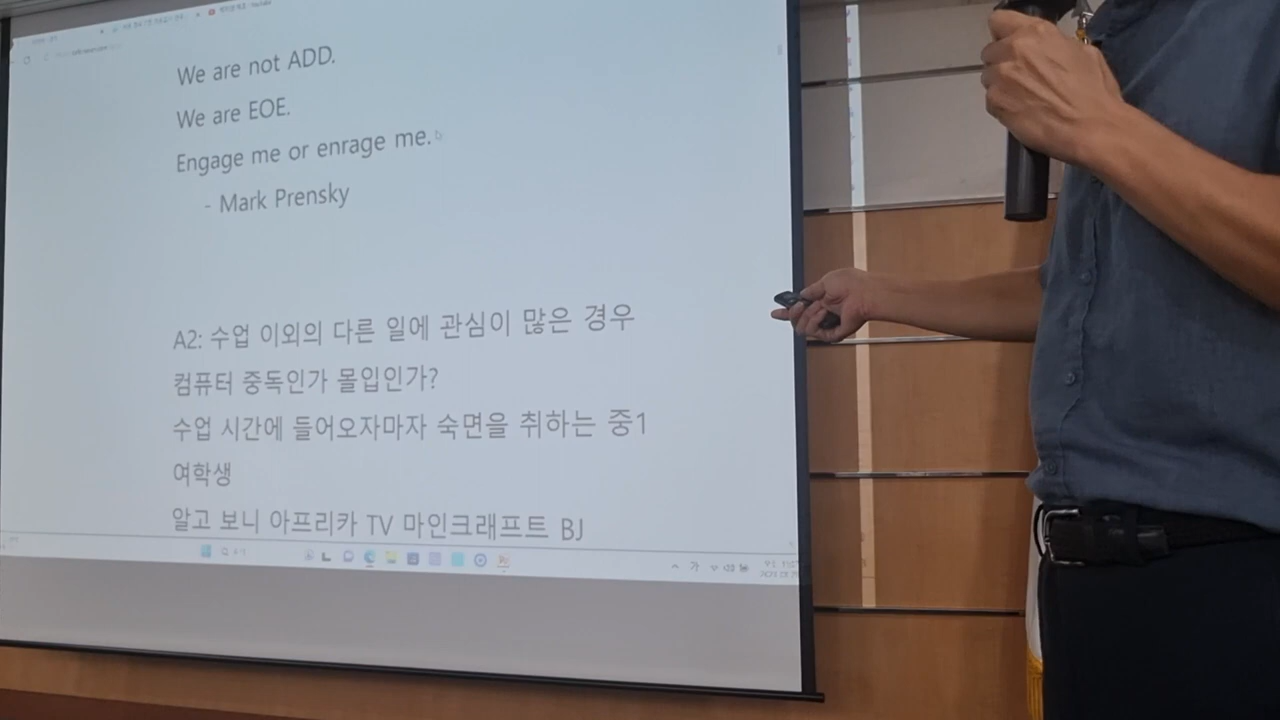 We are not ADD.
We are EOE.
Engage me or enrage me.
- Mark Prensky
A2: 수업 이외의 다른 일에 관심이 많은 경우
컴퓨터 중독인가 몰입인가?
수업 시간에 들어오자마자 숙면을 취하는 중1
여학생
알고 보니 아프리카 TV 마인크래프트 BJ
가